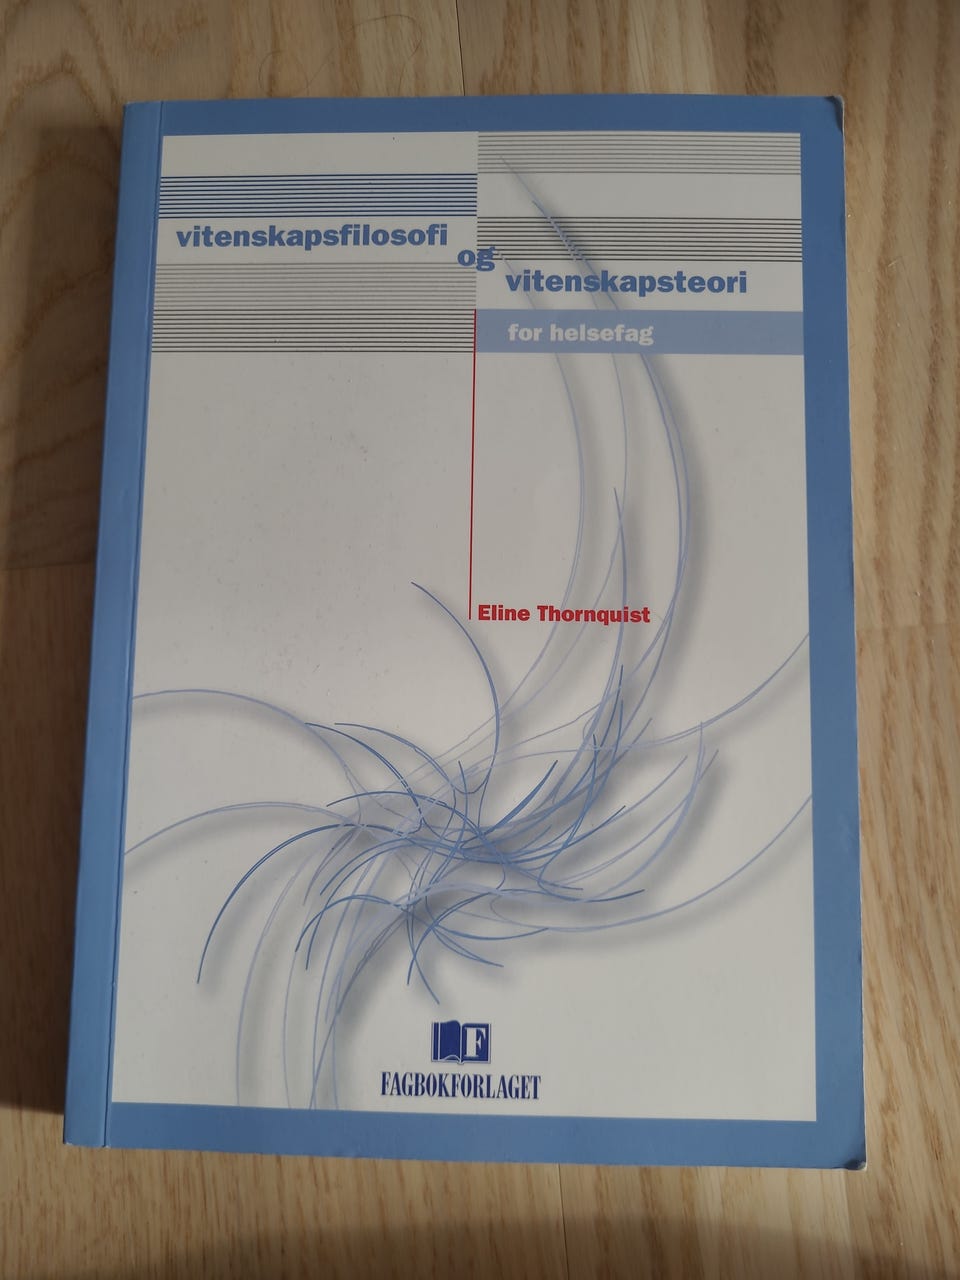 vitenskapsfilosofi
og
vitenskapsteori
for helsefag
Eline Thornquist
F
FAGBOKFORLAGET